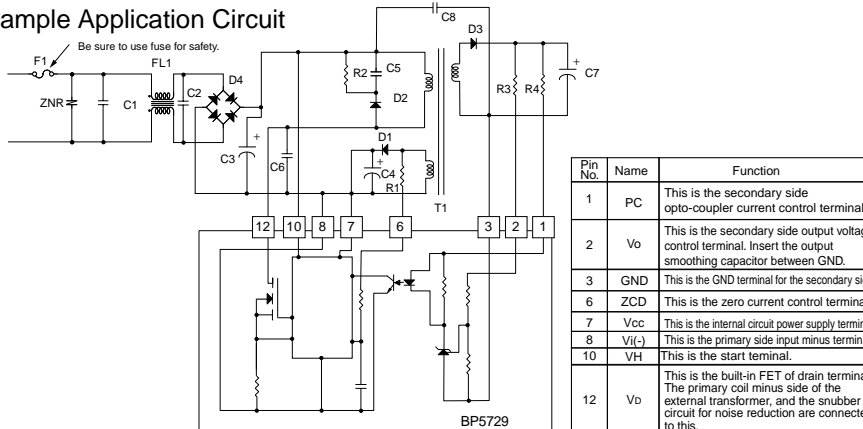 ample Application Circuit
Be sure to use fuse for safety.
F1
FL1
ZNR
C1
C2
D4
C3
C6
R2
C5
D2
D1
C4
R1
T1
C8
D3
R3
R4
C7
12
10
8
7
6
3
2
1
BP5729
Pin No. Name Function
1 PC This is the secondary side
opto-coupler current control terminal
2 Vo This is the secondary side output voltag
control terminal. Insert the output
smoothing capacitor between GND.
3 GND This is the GND terminal for the secondary sid
6 ZCD This is the zero current control termina
7 Vcc This is the internal circuit power supply termin
8 Vi(-) This is the primary side input minus termin
10 VH This is the start teminal.
12 VD This is the built-in FET of drain termina
The primary coil minus side of the
external transformer, and the snubber
circuit for noise reduction are connecte
to this.